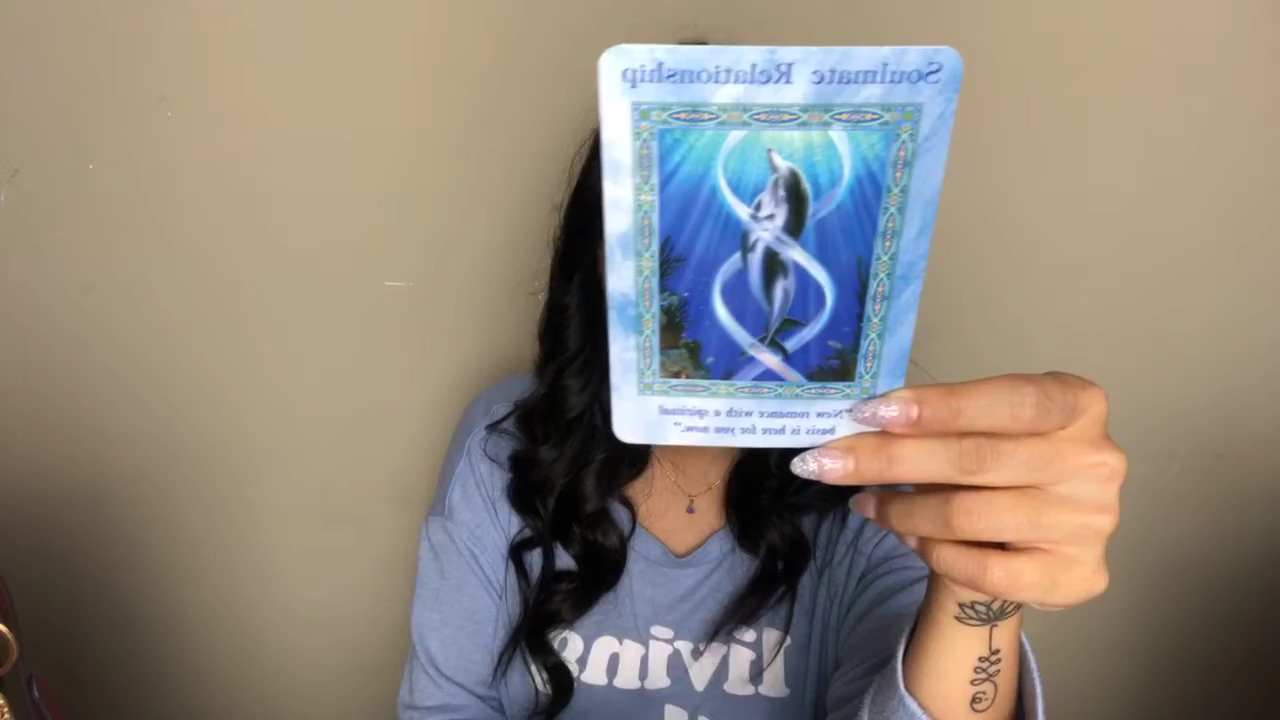 Soulmate Relationship
"New romance with a spiritual
basis is here for you now."
living